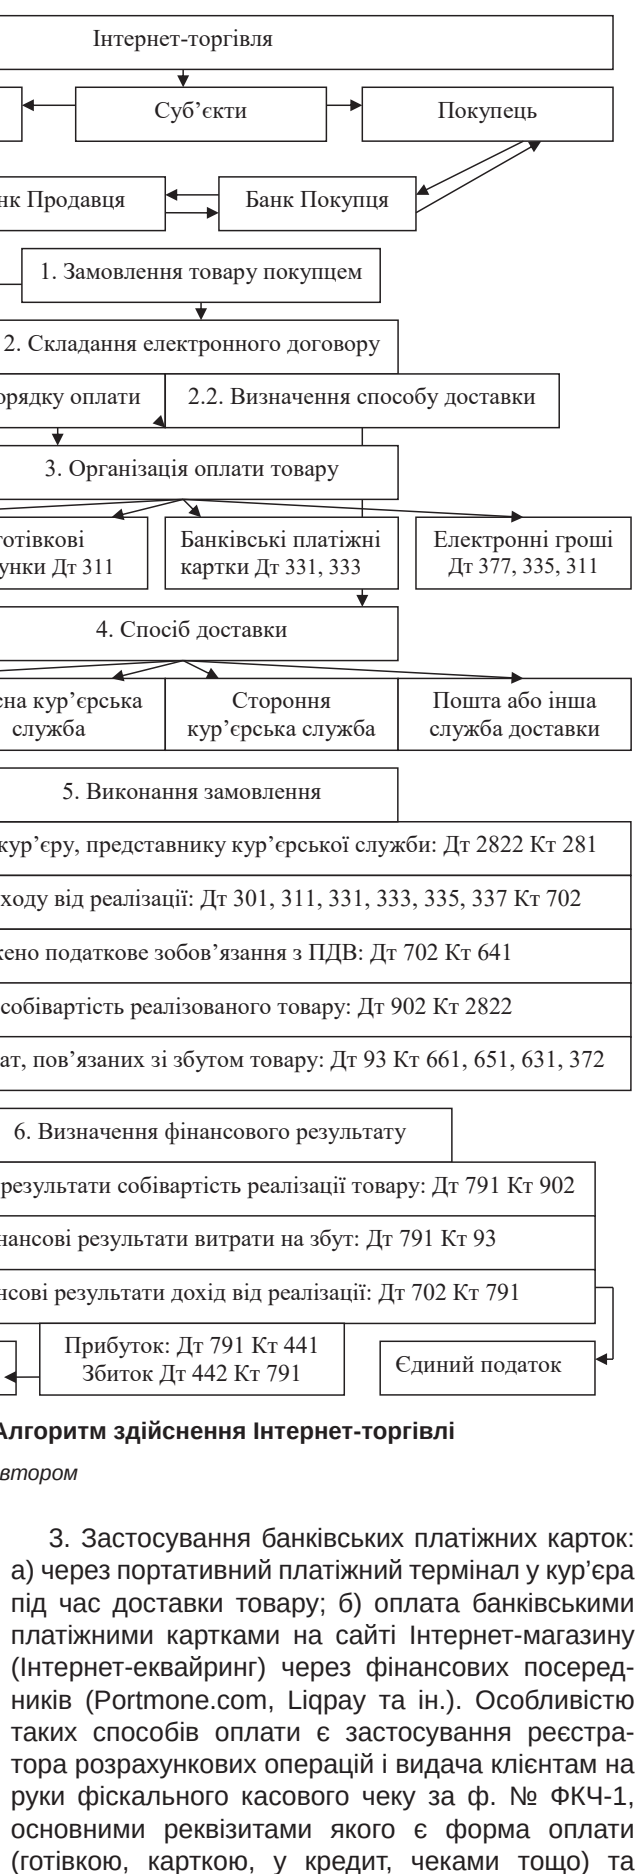 Інтернет-торгівля
Суб’єкти
Покупець
Продавця
Банк Покупця
1. Замовлення товару покупцем
2. Складання електронного договору
оплати
2.2. Визначення способу доставки
3. Організація оплати товару
Дт 311
Банківські платіжні
картки Дт 331, 333
Електронні гроші
Дт 377, 335, 311
4. Спосіб доставки
кур’єрська
служба
Стороння
кур’єрська служба
Пошта або інша
служба доставки
5. Виконання замовлення
кур’єру, представнику кур’єрської служби: Дт 2822 Кт 281
від реалізації: Дт 301, 311, 331, 333, 335, 337 Кт 702
податкове зобов’язання з ПДВ: Дт 702 Кт 641
собівартість реалізованого товару: Дт 902 Кт 2822
пов’язаних зі збутом товару: Дт 93 Кт 661, 651, 631, 372
6. Визначення фінансового результату
результати собівартість реалізації товару: Дт 791 Кт 902
результати витрати на збут: Дт 791 Кт 93
результати дохід від реалізації: Дт 702 Кт 791
Прибуток: Дт 791 Кт 441
Збиток Дт 442 Кт 791
Єдиний податок
Алгоритм здійснення Інтернет-торгівлі
3. Застосування банківських платіжних карток:
а) через портативний платіжний термінал у кур’єра
під час доставки товару; б) оплата банківськими
платіжними картками на сайті Інтернет-магазину
(Інтернет-еквайринг) через фінансових посеред-
ників (Portmone.com, Liqpay та ін.). Особливістю
таких способів оплати є застосування реєстра-
тора розрахункових операцій і видача клієнтам на
руки фіскального касового чеку за ф. № ФКЧ-1,
основними реквізитами якого є форма оплати
(готівкою, карткою, у кредит, чеками тощо) та